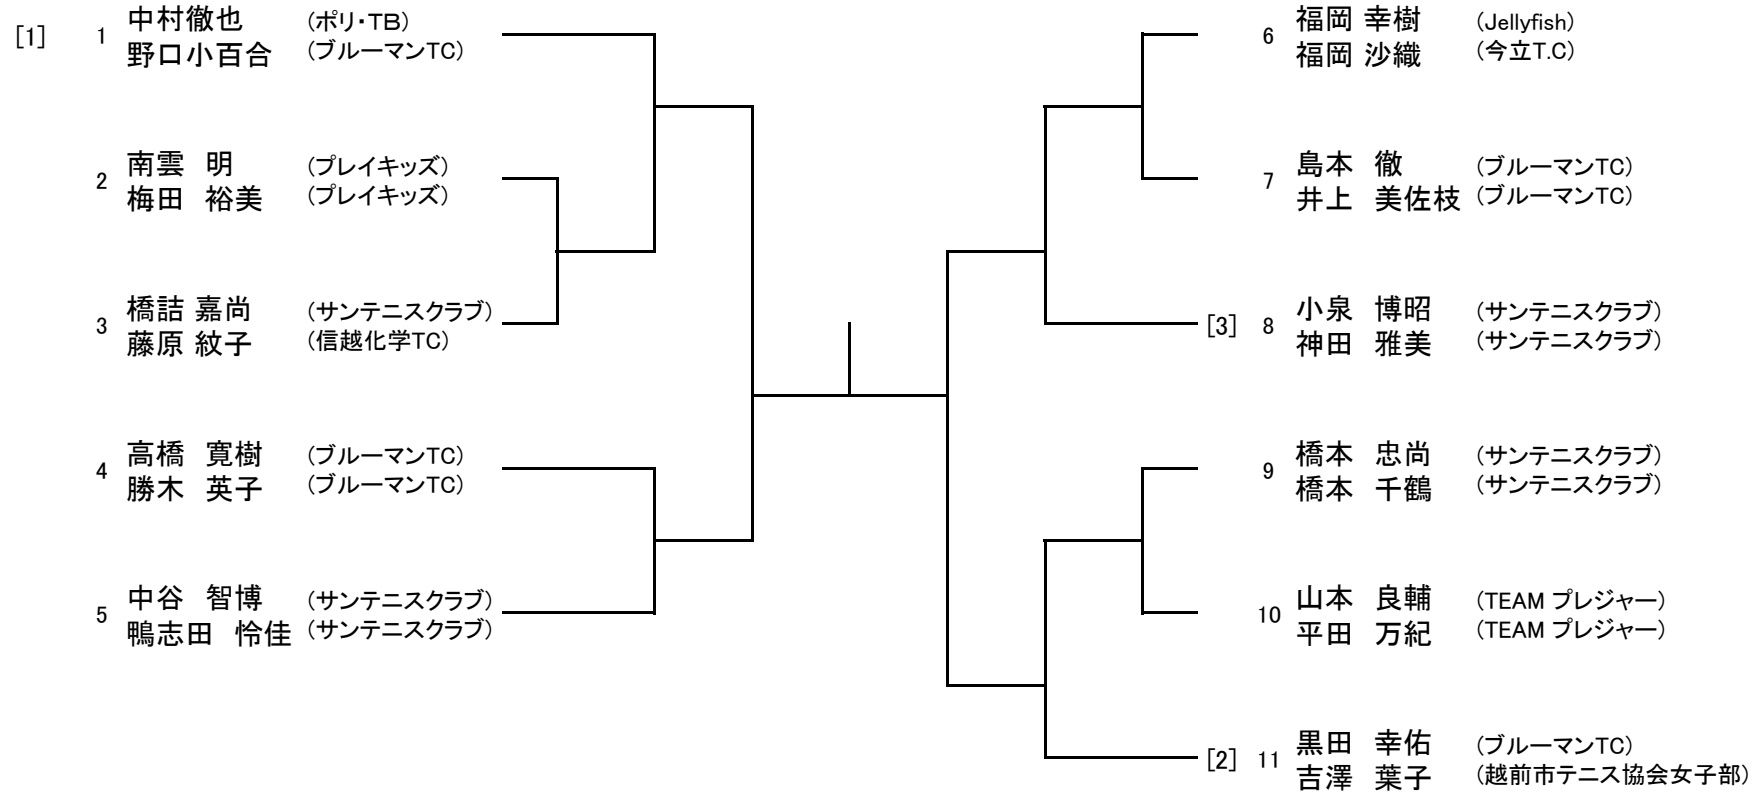 [1] 1 中村徹也 (ポリ・TB)
野口小百合 (ブルーマンTC)
2 南雲　明 (プレイキッズ)
梅田　裕美 (プレイキッズ)
3 橋詰 嘉尚 (サンテニスクラブ)
藤原 紋子 (信越化学TC)
4 高橋　寛樹 (ブルーマンTC)
勝木　英子 (ブルーマンTC)
5 中谷　智博 (サンテニスクラブ)
鴨志田　怜佳 (サンテニスクラブ)
6 福岡 幸樹 (Jellyfish)
福岡 沙織 (今立T.C)
7 島本　徹 (ブルーマンTC)
井上　美佐枝 (ブルーマンTC)
[3] 8 小泉　博昭 (サンテニスクラブ)
神田　雅美 (サンテニスクラブ)
9 橋本　忠尚 (サンテニスクラブ)
橋本　千鶴 (サンテニスクラブ)
10 山本　良輔 (TEAM プレジャー)
平田　万紀 (TEAM プレジャー)
[2] 11 黒田　幸佑 (ブルーマンTC)
吉澤　葉子 (越前市テニス協会女子部)